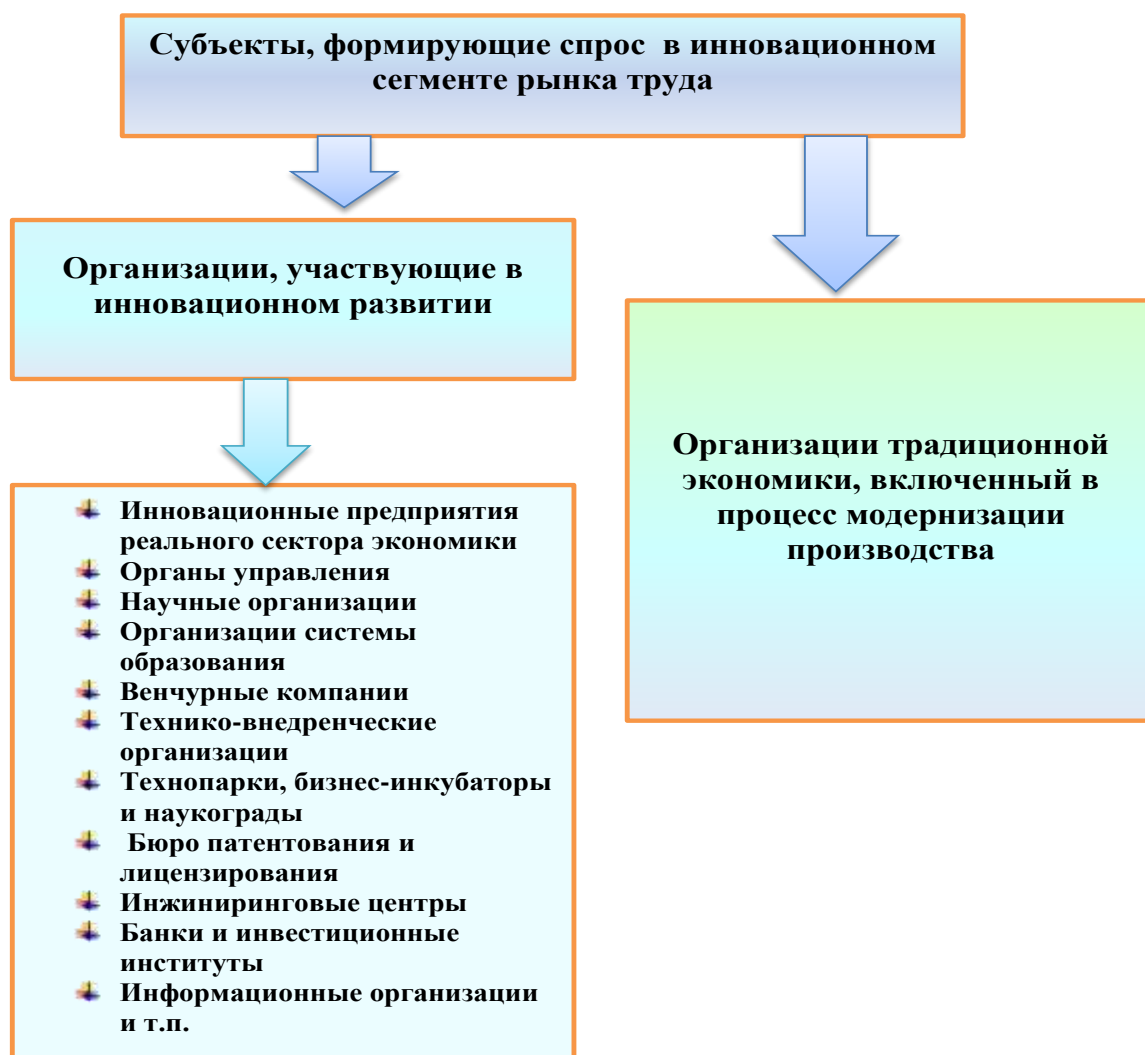 Субъекты, формирующие спрос в инновационном
сегменте рынка труда
Организации, участвующие в
инновационном развитии
Организации традиционной
экономики, включенный в
процесс модернизации
производства
Инновационные предприятия
реального сектора экономики
Органы управления
Научные организации
Организации системы
образования
Венчурные компании
Технико-внедренческие
организации
Технопарки, бизнес-инкубаторы
и наукограды
Бюро патентования и
лицензирования
Инжиниринговые центры
Банки и инвестиционные
институты
Информационные организации
и т.п.